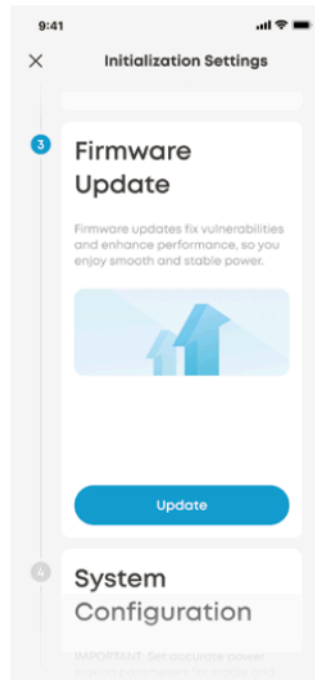 9:41
Initialization Settings
3
Firmware
Update
Firmware updates fix vulnerabilities
and enhance performance, so you
enjoy smooth and stable power.
Update
4
System
Configuration
IMPORTANT: Set accurate power